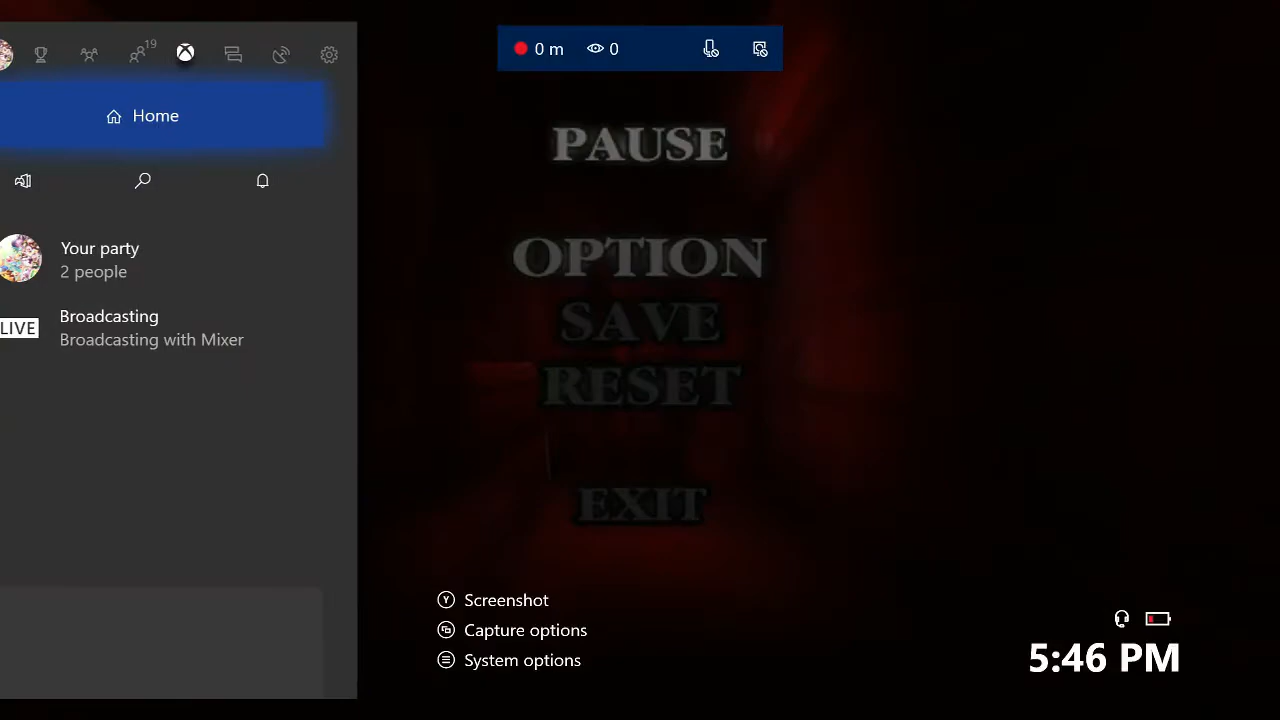 0 m 0
19
Home
PAUSE
Your party
2 people
OPTION
Broadcasting
LIVE
Broadcasting with Mixer
SAVE
RESET
EXIT
Y Screenshot
Capture options
System options
5:46 PM